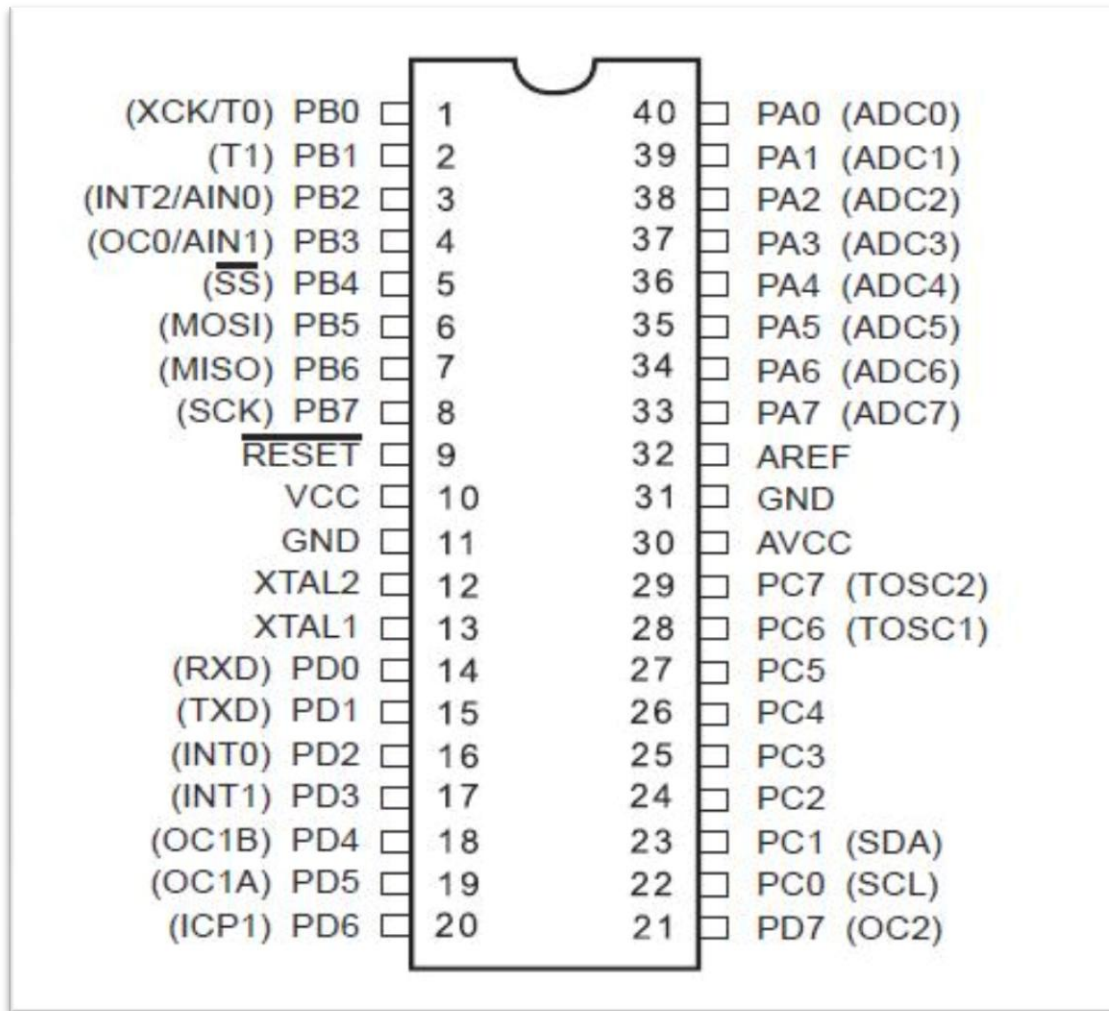 (XCK/T0) PB0 1 40 PA0 (ADC0)
(T1) PB1 2 39 PA1 (ADC1)
(INT2/AIN0) PB2 3 38 PA2 (ADC2)
(OC0/AIN1) PB3 4 37 PA3 (ADC3)
(SS) PB4 5 36 PA4 (ADC4)
(MOSI) PB5 6 35 PA5 (ADC5)
(MISO) PB6 7 34 PA6 (ADC6)
(SCK) PB7 8 33 PA7 (ADC7)
RESET 9 32 AREF
VCC 10 31 GND
GND 11 30 AVCC
XTAL2 12 29 PC7 (TOSC2)
XTAL1 13 28 PC6 (TOSC1)
(RXD) PD0 14 27 PC5
(TXD) PD1 15 26 PC4
(INT0) PD2 16 25 PC3
(INT1) PD3 17 24 PC2
(OC1B) PD4 18 23 PC1 (SDA)
(OC1A) PD5 19 22 PC0 (SCL)
(ICP1) PD6 20 21 PD7 (OC2)